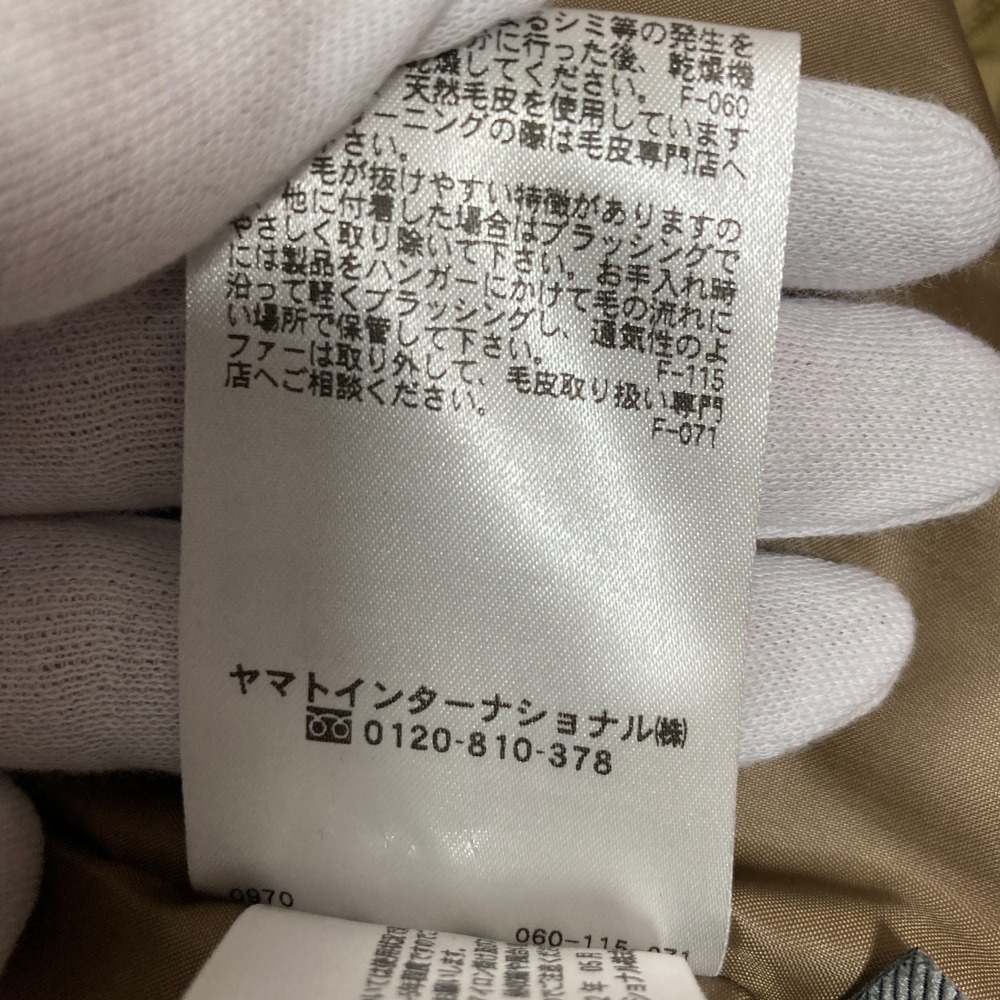 るシミ等の発生を
分に行った後、乾燥機
乾燥してください。 F-060
天然毛皮を使用しています
ーニングの際は毛皮専門店へ
下さい。
毛が抜けやすい特徴がありますの
他に付着した場合はブラッシングで
やさしく取り除いて下さい。お手入れ時
には製品をハンガーにかけて毛の流れに
沿って軽くブラッシングし、通気性のよ
い場所で保管して下さい。 F-115
ファーは取り外して、毛皮取り扱い専門
店へご相談ください。 F-071
ヤマトインターナショナル㈱
0120-810-378
0970
060-115-071